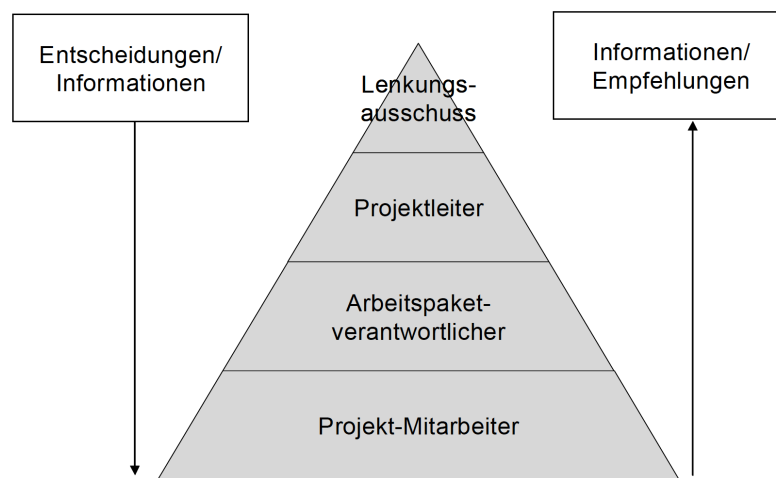 Entscheidungen/
Informationen
Informationen/
Empfehlungen
Lenkungs-
ausschuss
Projektleiter
Arbeitspaket-
verantwortlicher
Projekt-Mitarbeiter